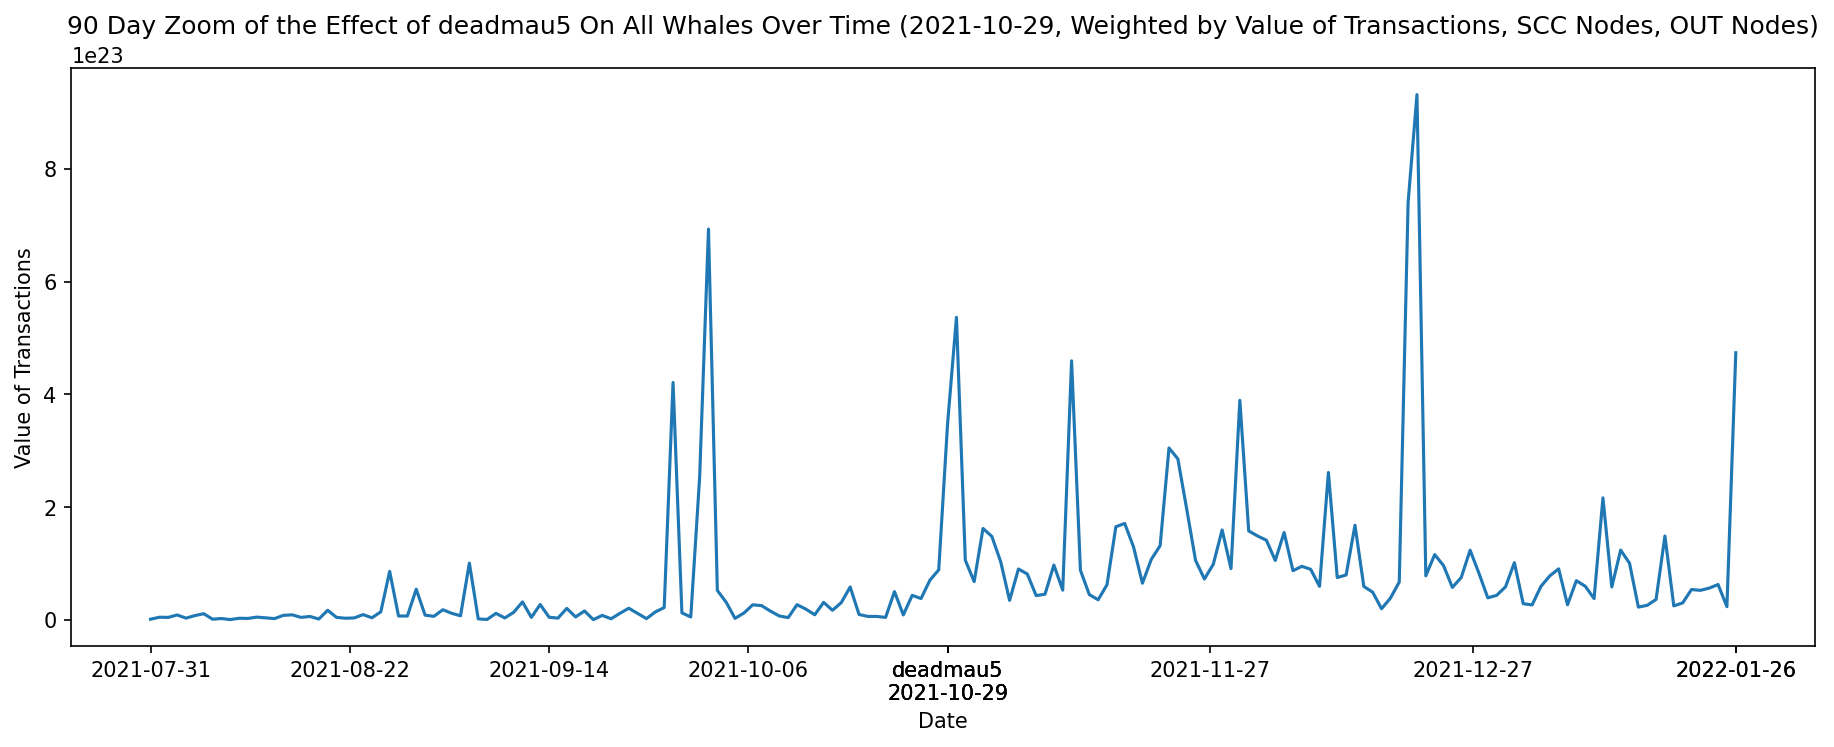 90 Day Zoom of the Effect of deadmau5 On All Whales Over Time (2021-10-29, Weighted by Value of Transactions, SCC Nodes, OUT Nodes)
1e23
8
6
4
2
0
Value of Transactions
2021-07-31 2021-08-22 2021-09-14 2021-10-06 deadmau5 2021-11-27 2021-12-27 2022-01-26
2021-10-29
Date